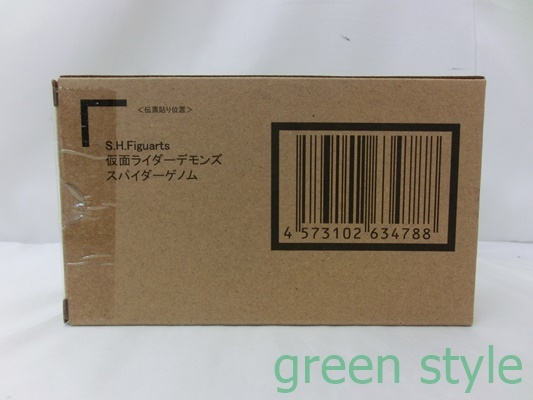 <伝票貼り位置>
S.H.Figuarts
仮面ライダーデモンズ
スパイダーゲノム
4 573102 634788
green style